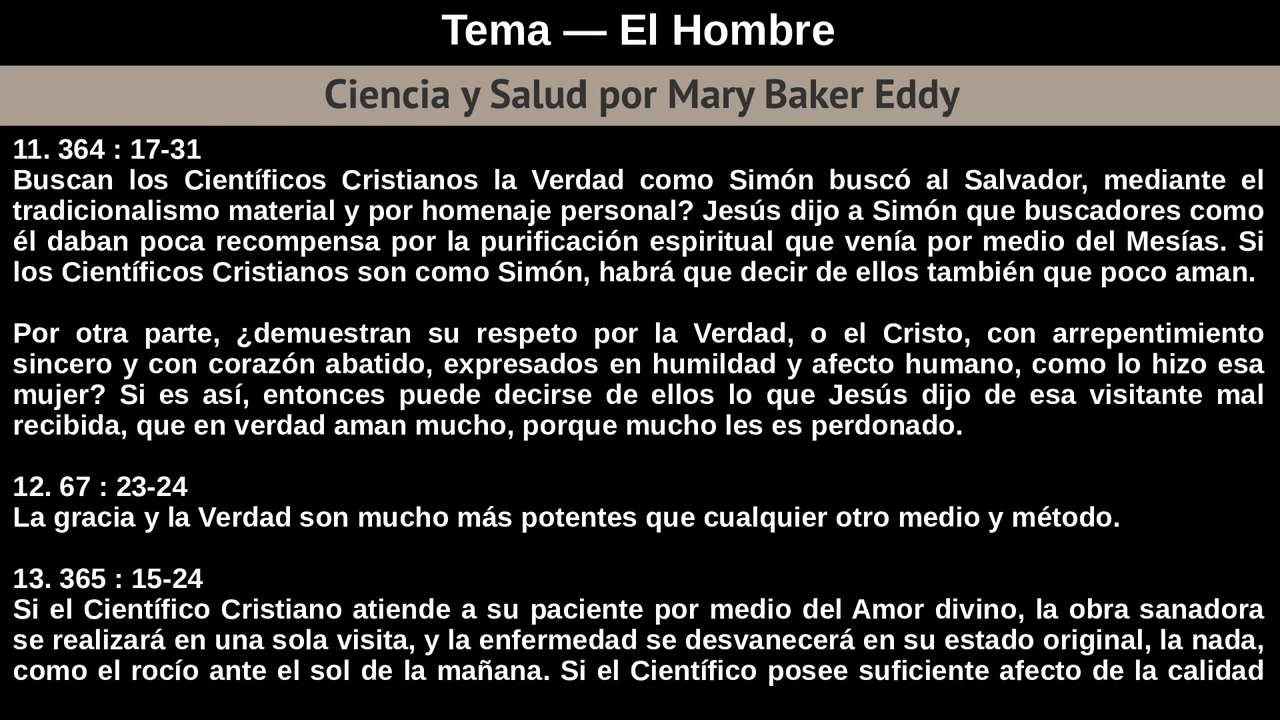 Tema — El Hombre
Ciencia y Salud por Mary Baker Eddy
11. 364 : 17-31
Buscan los Científicos Cristianos la Verdad como Simón buscó al Salvador, mediante el
tradicionalismo material y por homenaje personal? Jesús dijo a Simón que buscadores como
él daban poca recompensa por la purificación espiritual que venía por medio del Mesías. Si
los Científicos Cristianos son como Simón, habrá que decir de ellos también que poco aman.
Por otra parte, ¿demuestran su respeto por la Verdad, o el Cristo, con arrepentimiento
sincero y con corazón abatido, expresados en humildad y afecto humano, como lo hizo esa
mujer? Si es así, entonces puede decirse de ellos lo que Jesús dijo de esa visitante mal
recibida, que en verdad aman mucho, porque mucho les es perdonado.
12. 67 : 23-24
La gracia y la Verdad son mucho más potentes que cualquier otro medio y método.
13. 365 : 15-24
Si el Científico Cristiano atiende a su paciente por medio del Amor divino, la obra sanadora
se realizará en una sola visita, y la enfermedad se desvanecerá en su estado original, la nada,
como el rocío ante el sol de la mañana. Si el Científico posee suficiente afecto de la calidad